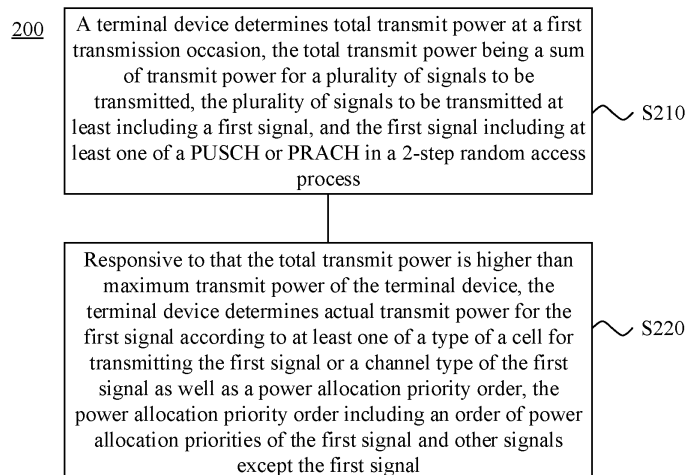 200
A terminal device determines total transmit power at a first
transmission occasion, the total transmit power being a sum
of transmit power for a plurality of signals to be
transmitted, the plurality of signals to be transmitted at
least including a first signal, and the first signal including at
least one of a PUSCH or PRACH in a 2-step random access
process
S210
Responsive to that the total transmit power is higher than
maximum transmit power of the terminal device, the
terminal device determines actual transmit power for the
first signal according to at least one of a type of a cell for
transmitting the first signal or a channel type of the first
signal as well as a power allocation priority order, the
power allocation priority order including an order of power
allocation priorities of the first signal and other signals
except the first signal
S220